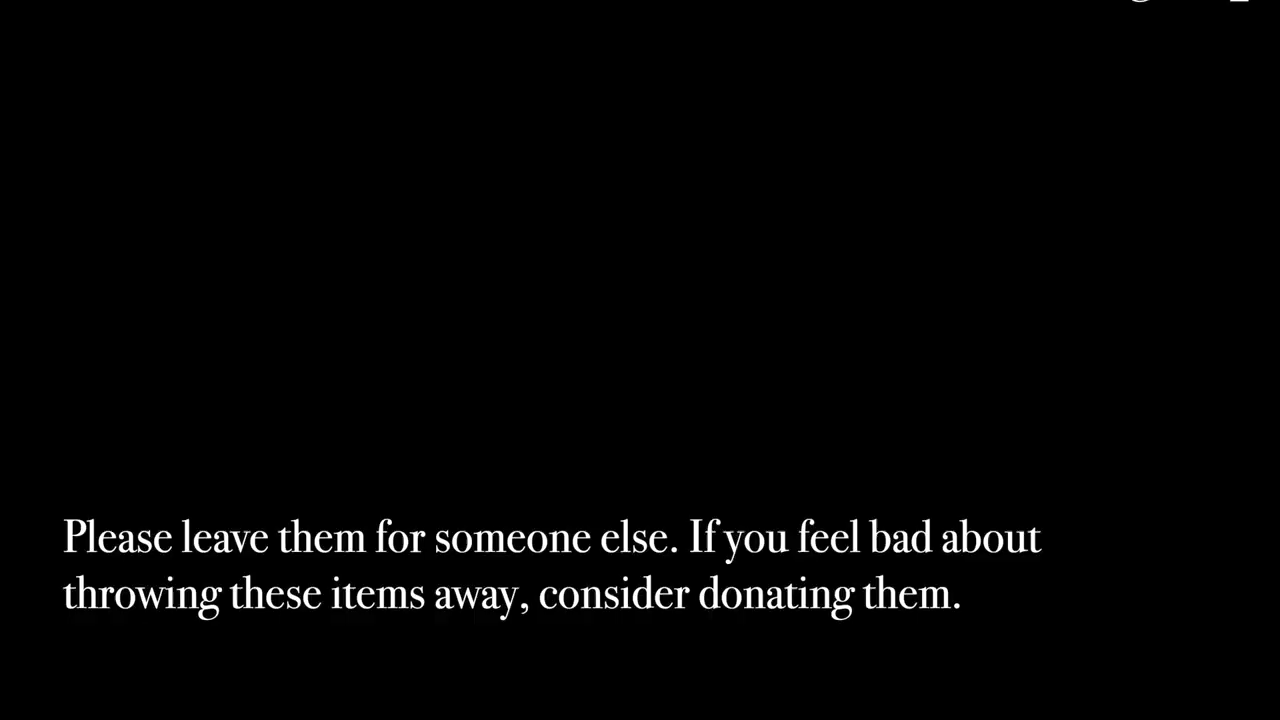 Please leave them for someone else. If you feel bad about
throwing these items away, consider donating them.